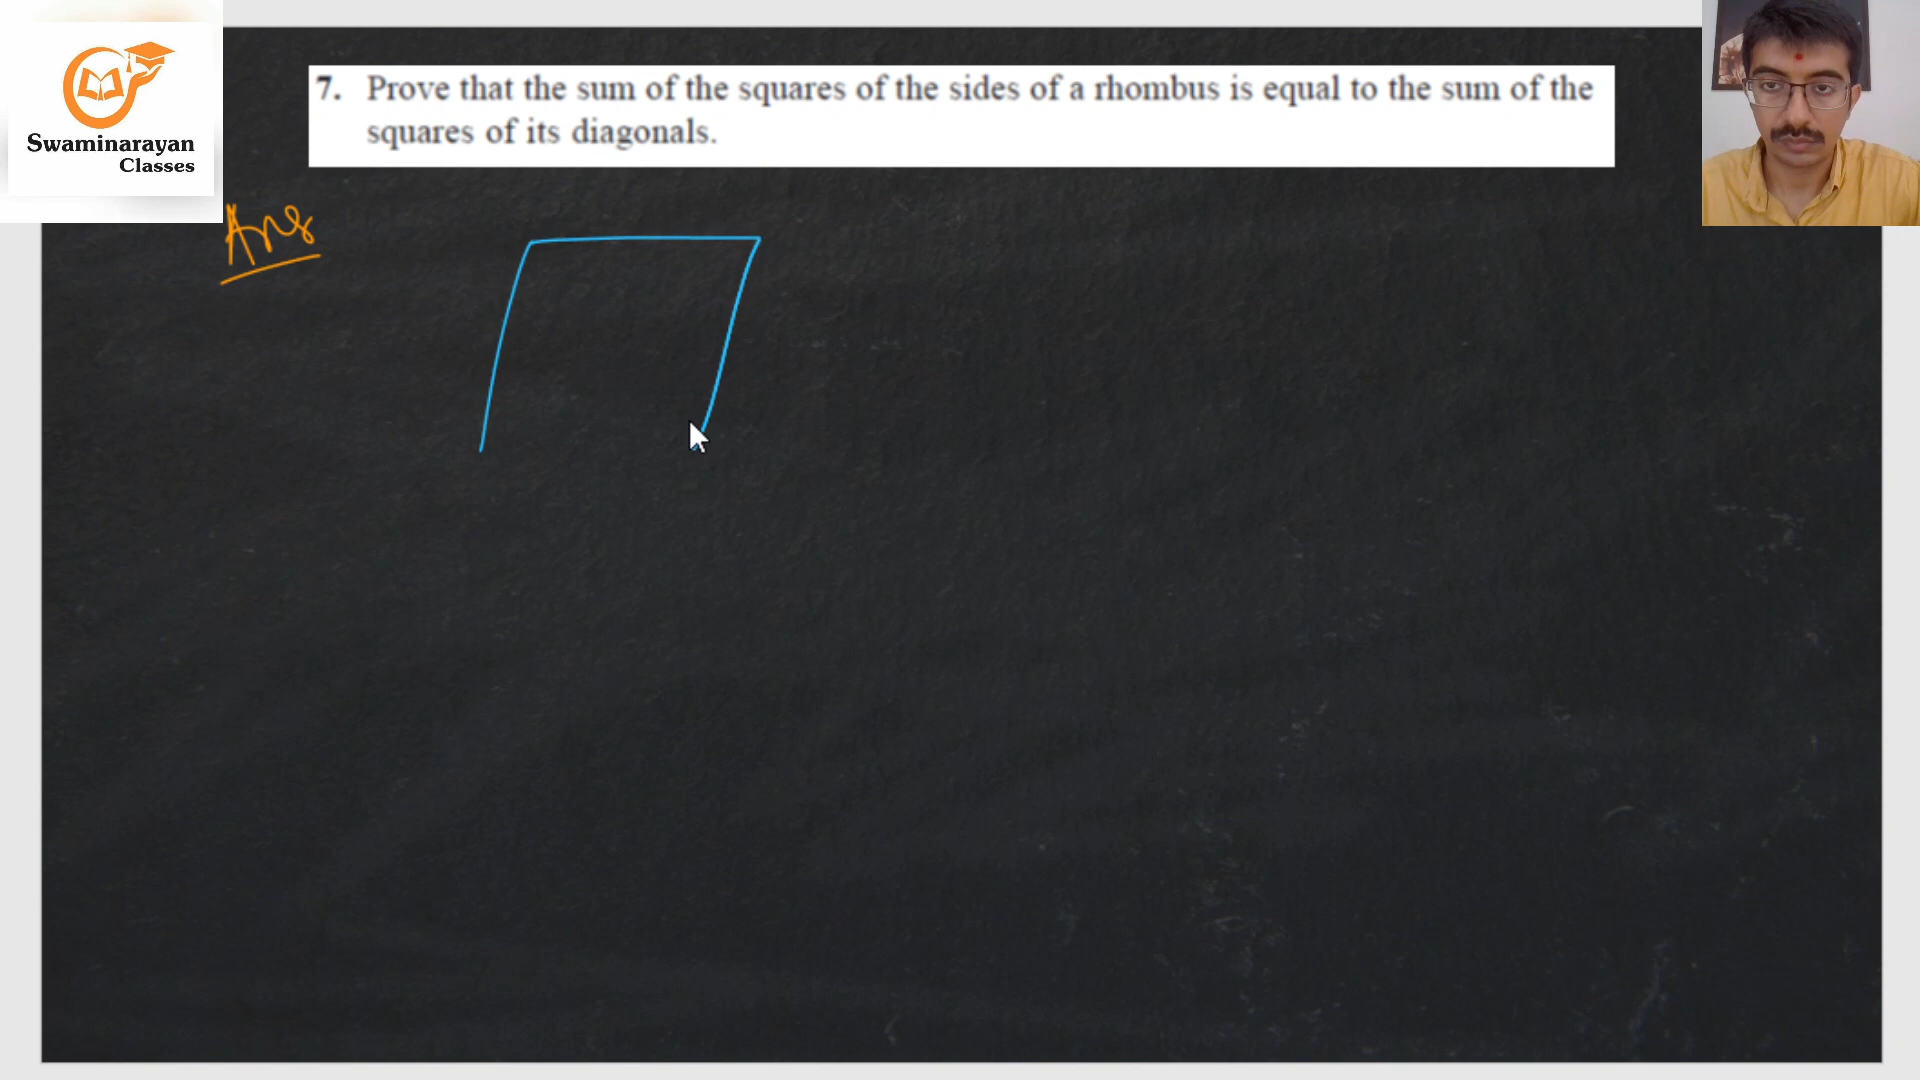 Swaminarayan
Classes
7. Prove that the sum of the squares of the sides of a rhombus is equal to the sum of the
squares of its diagonals.
Ans